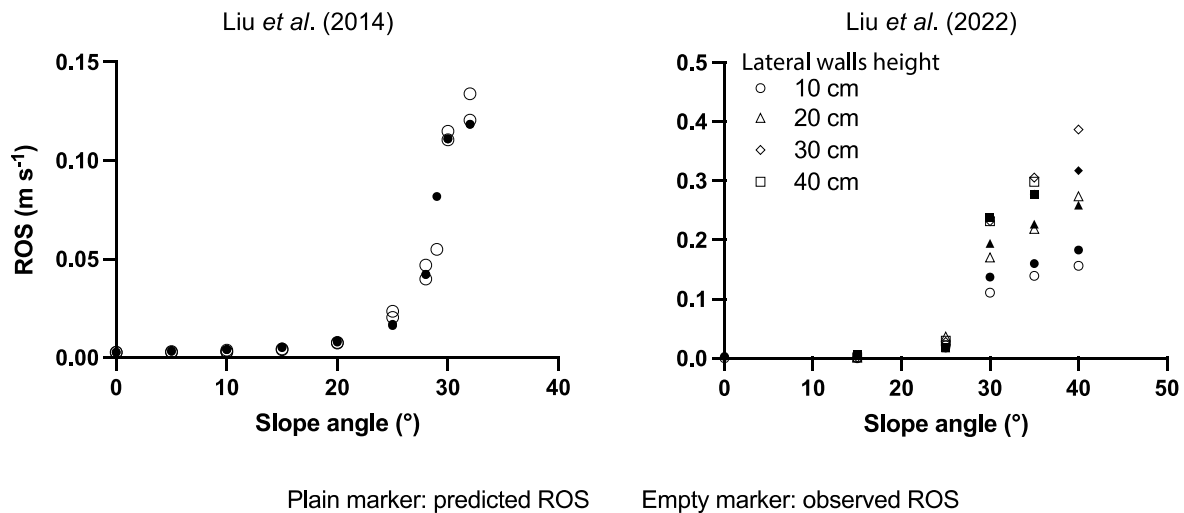 Liu et al. (2014)
0.15
0.10
0.05
0.00
ROS (m s⁻¹)
0 10 20 30 40
Slope angle (°)
Liu et al. (2022)
Lateral walls height
10 cm
20 cm
30 cm
40 cm
0.5
0.4
0.3
0.2
0.1
0.0
0 10 20 30 40 50
Slope angle (°)
Plain marker: predicted ROS Empty marker: observed ROS